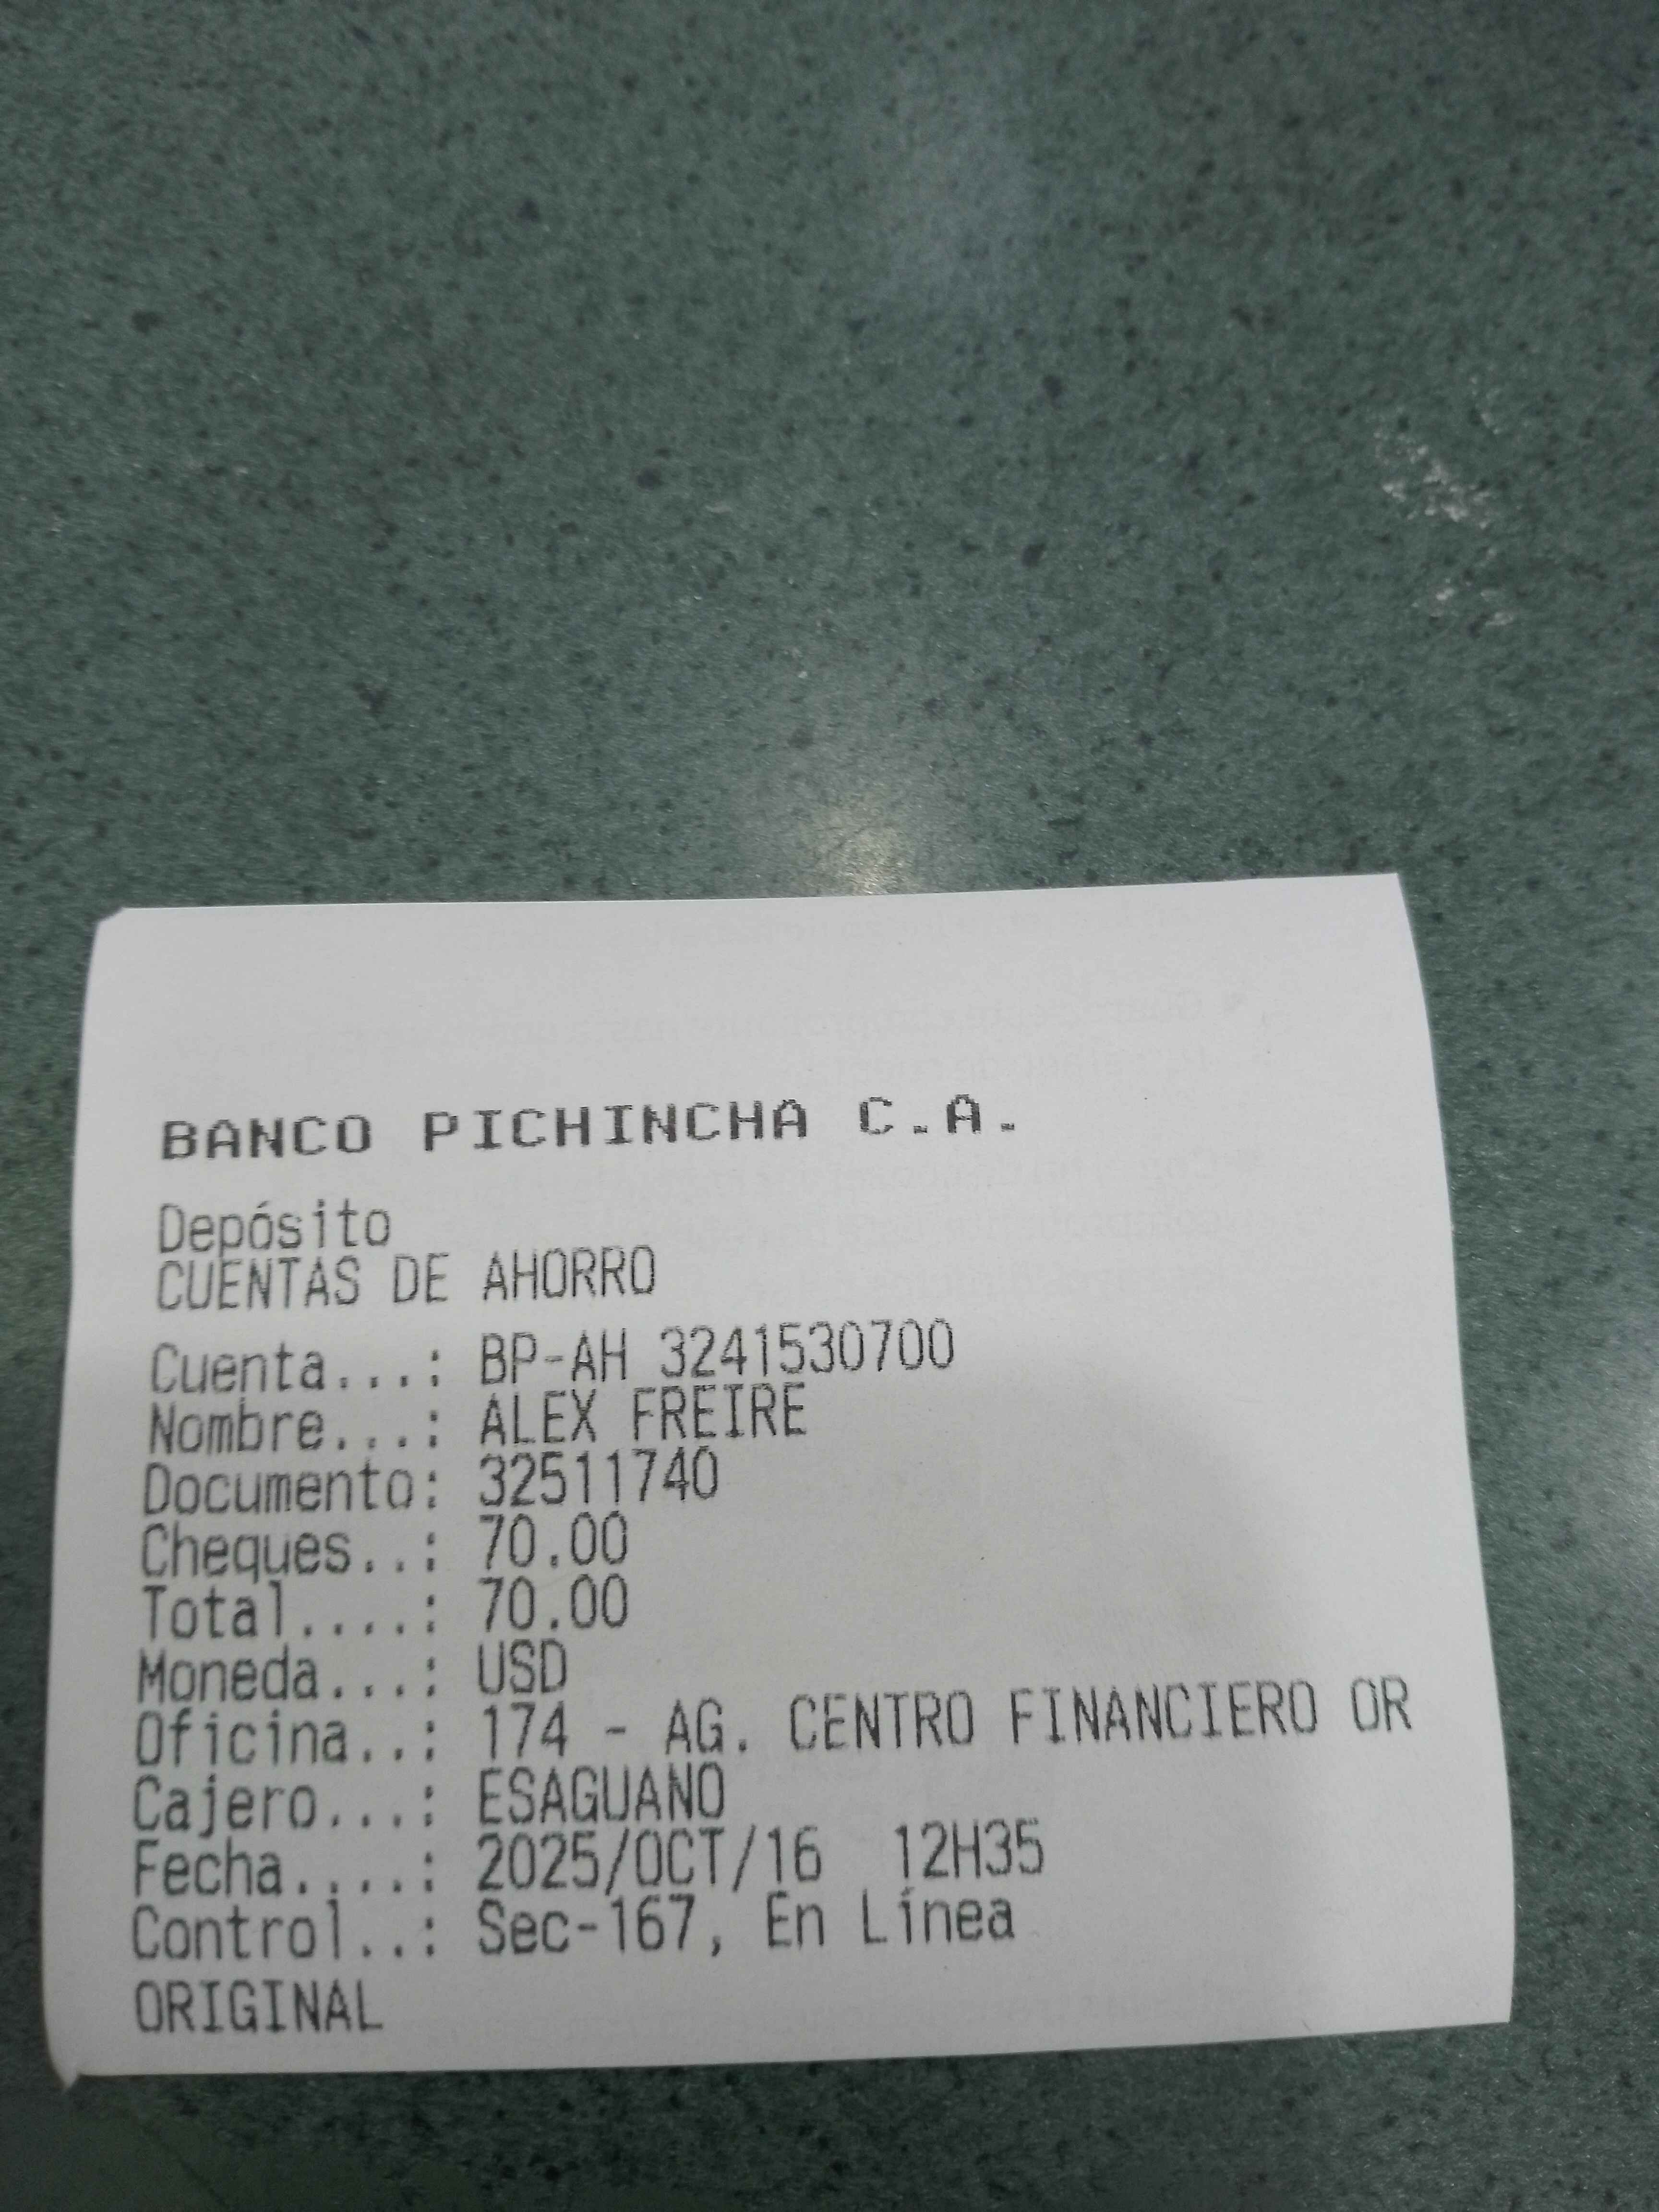 BANCO PICHINCHA C.A.
Depósito
CUENTAS DE AHORRO
Cuenta...: BP-AH 3241530700
Nombre...: ALEX FREIRE
Documento: 32511740
Cheques..: 70.00
Total....: 70.00
Moneda...: USD
Oficina..: 174 - AG. CENTRO FINANCIERO OR
Cajero...: ESAGUANO
Fecha....: 2025/OCT/16 12H35
Control..: Sec-167, En Línea
ORIGINAL